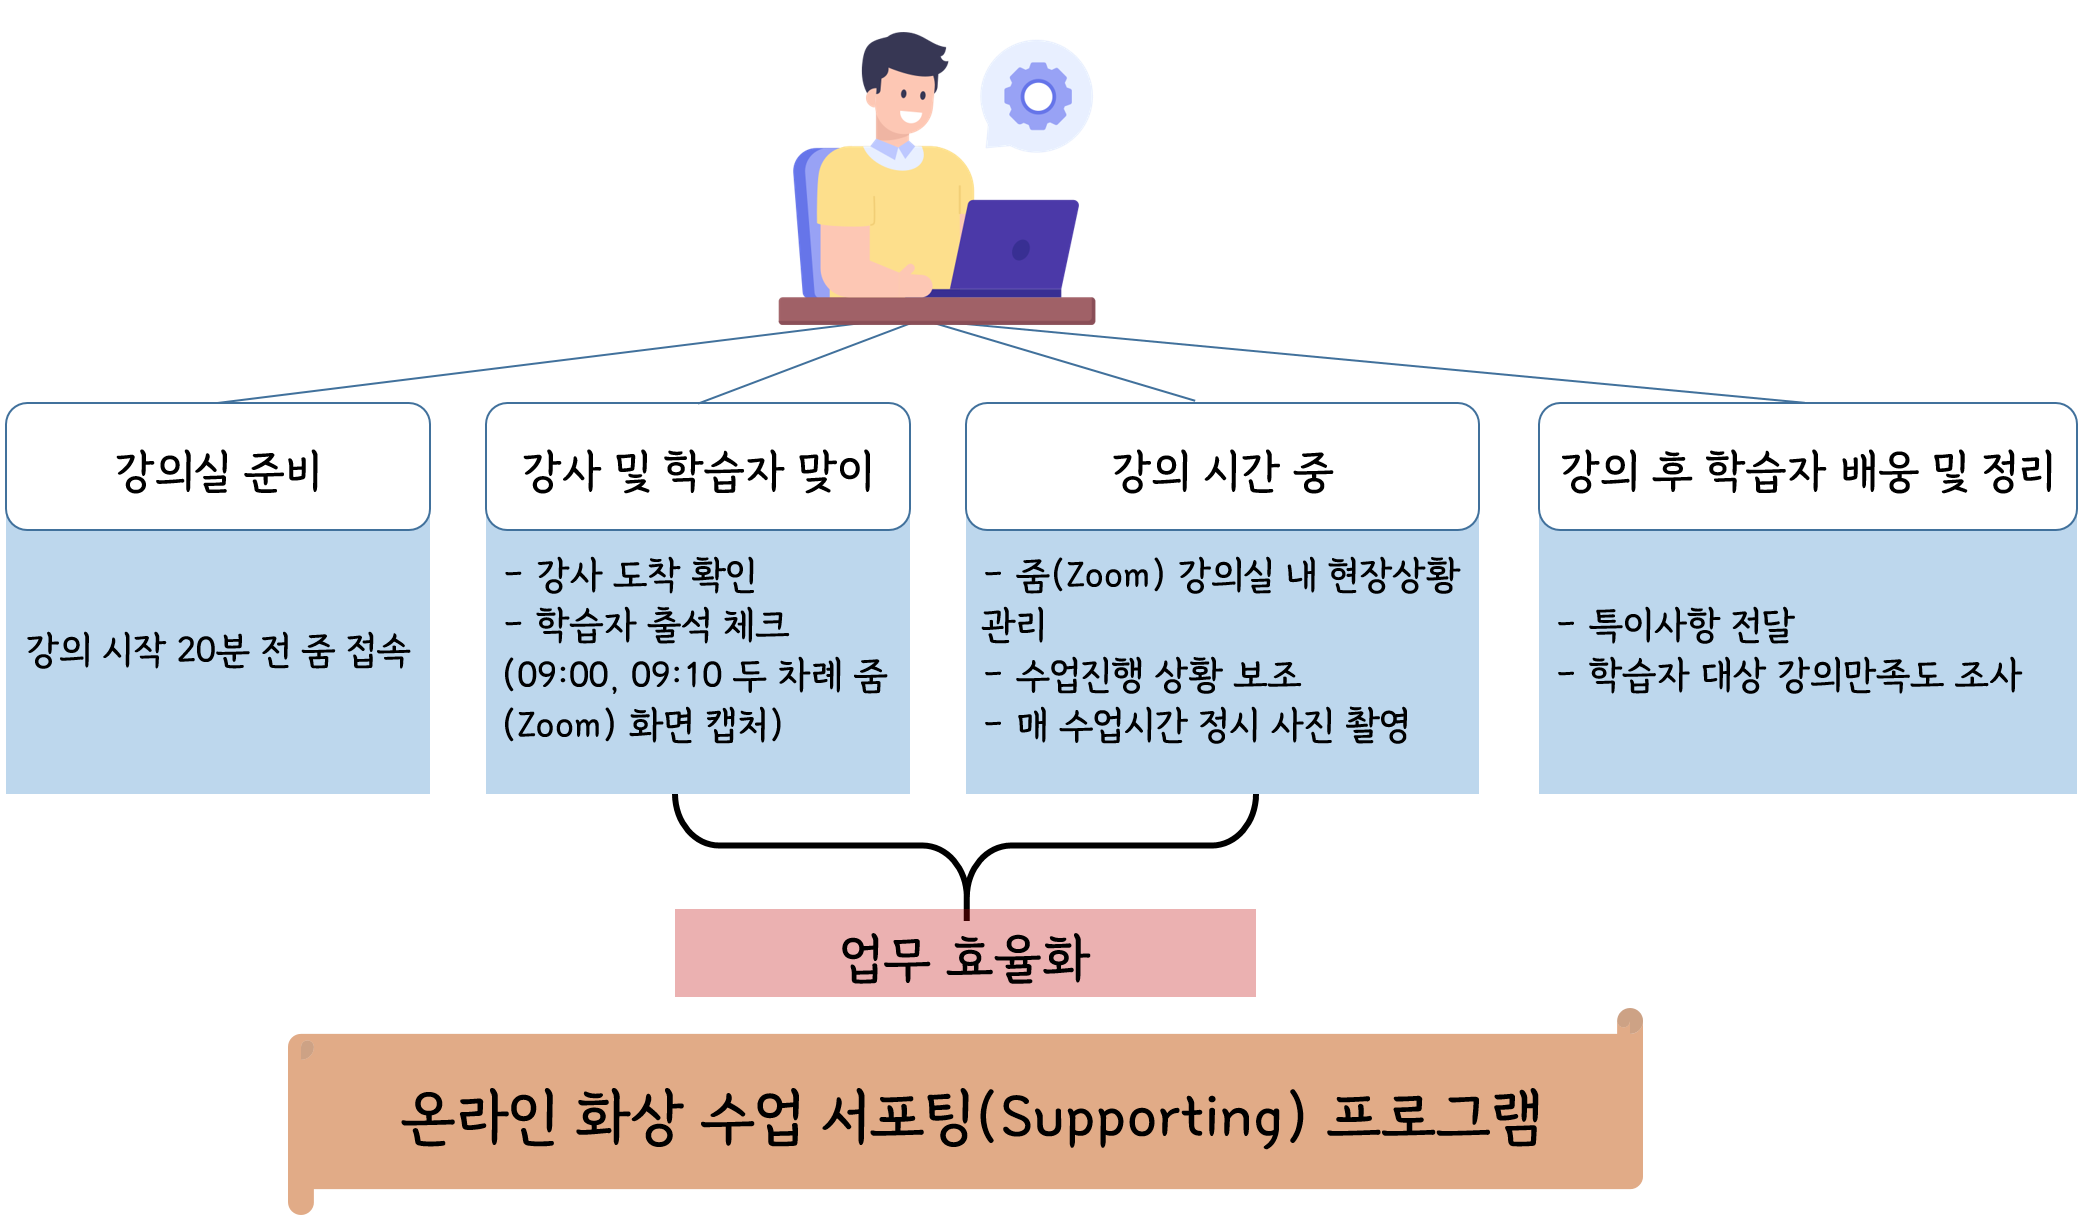 강의실 준비
강의 시작 20분 전 줌 접속
강사 및 학습자 맞이
- 강사 도착 확인
- 학습자 출석 체크
(09:00, 09:10 두 차례 줌
(Zoom) 화면 캡처)
강의 시간 중
- 줌(Zoom) 강의실 내 현장상황
관리
- 수업진행 상황 보조
- 매 수업시간 정시 사진 촬영
강의 후 학습자 배웅 및 정리
- 특이사항 전달
- 학습자 대상 강의만족도 조사
업무 효율화
온라인 화상 수업 서포팅(Supporting) 프로그램